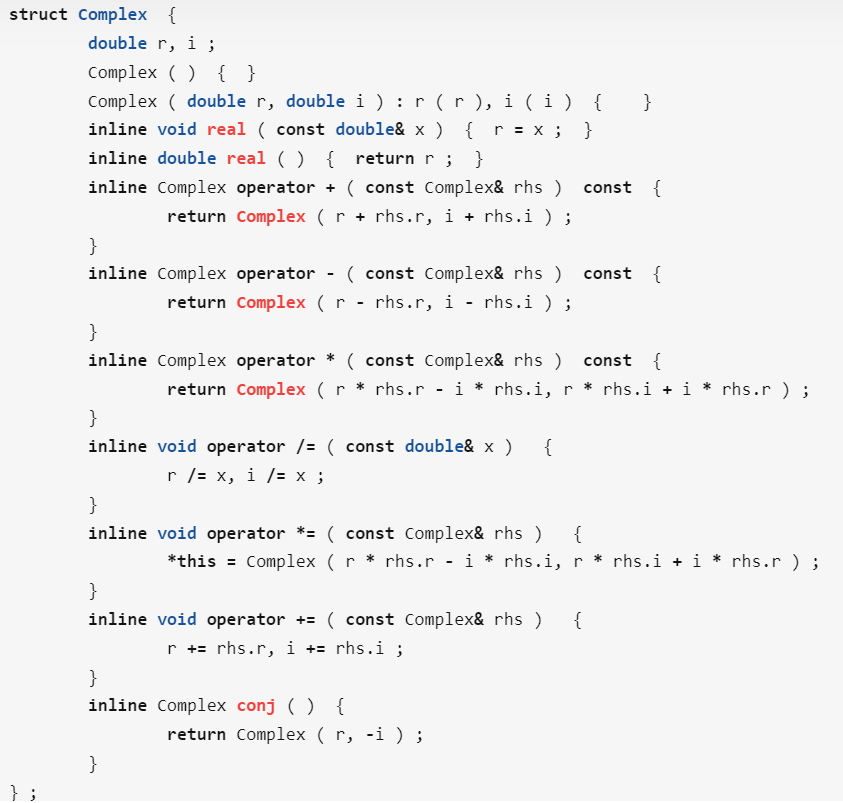 struct Complex  {
        double r, i ;
        Complex ( )  {  }
        Complex ( double r, double i ) : r ( r ), i ( i )  {    }
        inline void real ( const double& x )  {  r = x ;  }
        inline double real ( )  {  return r ;  }
        inline Complex operator + ( const Complex& rhs )  const  {
                return Complex ( r + rhs.r, i + rhs.i ) ;
        }
        inline Complex operator - ( const Complex& rhs )  const  {
                return Complex ( r - rhs.r, i - rhs.i ) ;
        }
        inline Complex operator * ( const Complex& rhs )  const  {
                return Complex ( r * rhs.r - i * rhs.i, r * rhs.i + i * rhs.r ) ;
        }
        inline void operator /= ( const double& x )   {
                r /= x, i /= x ;
        }
        inline void operator *= ( const Complex& rhs )   {
                *this = Complex ( r * rhs.r - i * rhs.i, r * rhs.i + i * rhs.r ) ;
        }
        inline void operator += ( const Complex& rhs )   {
                r += rhs.r, i += rhs.i ;
        }
        inline Complex conj ( )  {
                return Complex ( r, -i ) ;
        }
} ;